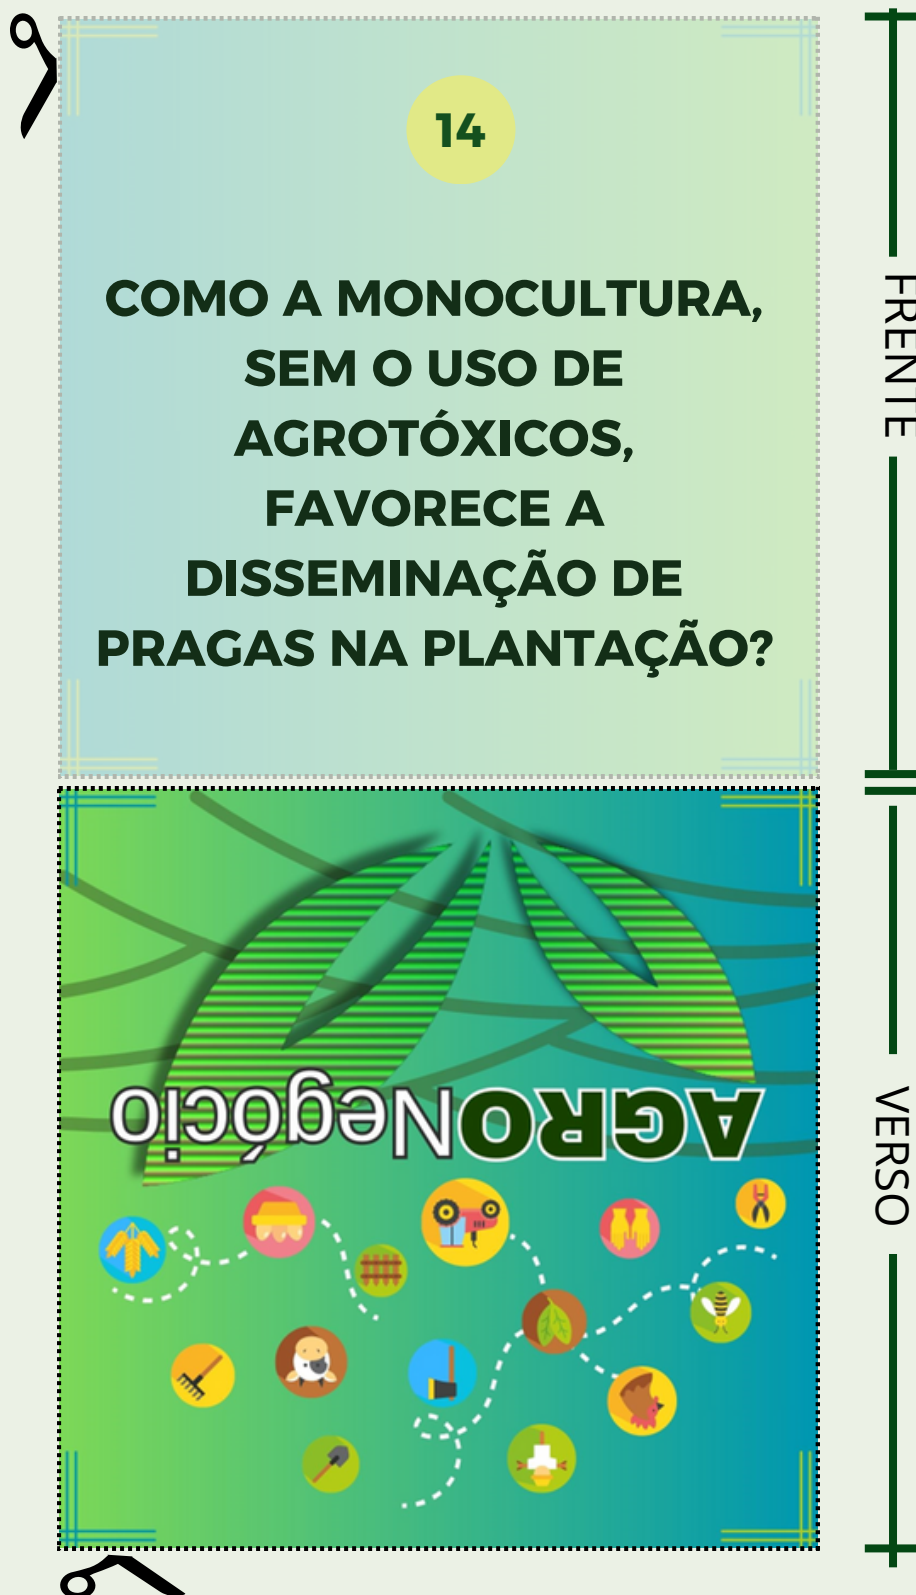 14
COMO A MONOCULTURA,
SEM O USO DE
AGROTÓXICOS,
FAVORECE A
DISSEMINAÇÃO DE
PRAGAS NA PLANTAÇÃO?
FRENTE
AGRONegócio
VERSO